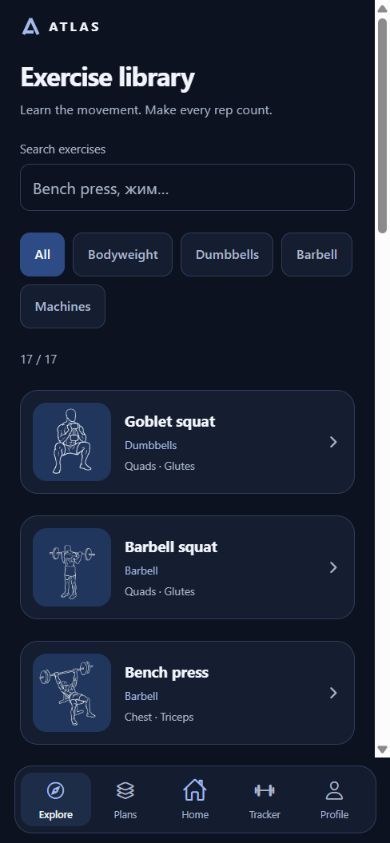 ATLAS
Exercise library
Learn the movement. Make every rep count.
Search exercises
Bench press, жим...
All
Bodyweight
Dumbbells
Barbell
Machines
17 / 17
Goblet squat
Dumbbells
Quads · Glutes
Barbell squat
Barbell
Quads · Glutes
Bench press
Barbell
Chest · Triceps
Explore
Plans
Home
Tracker
Profile